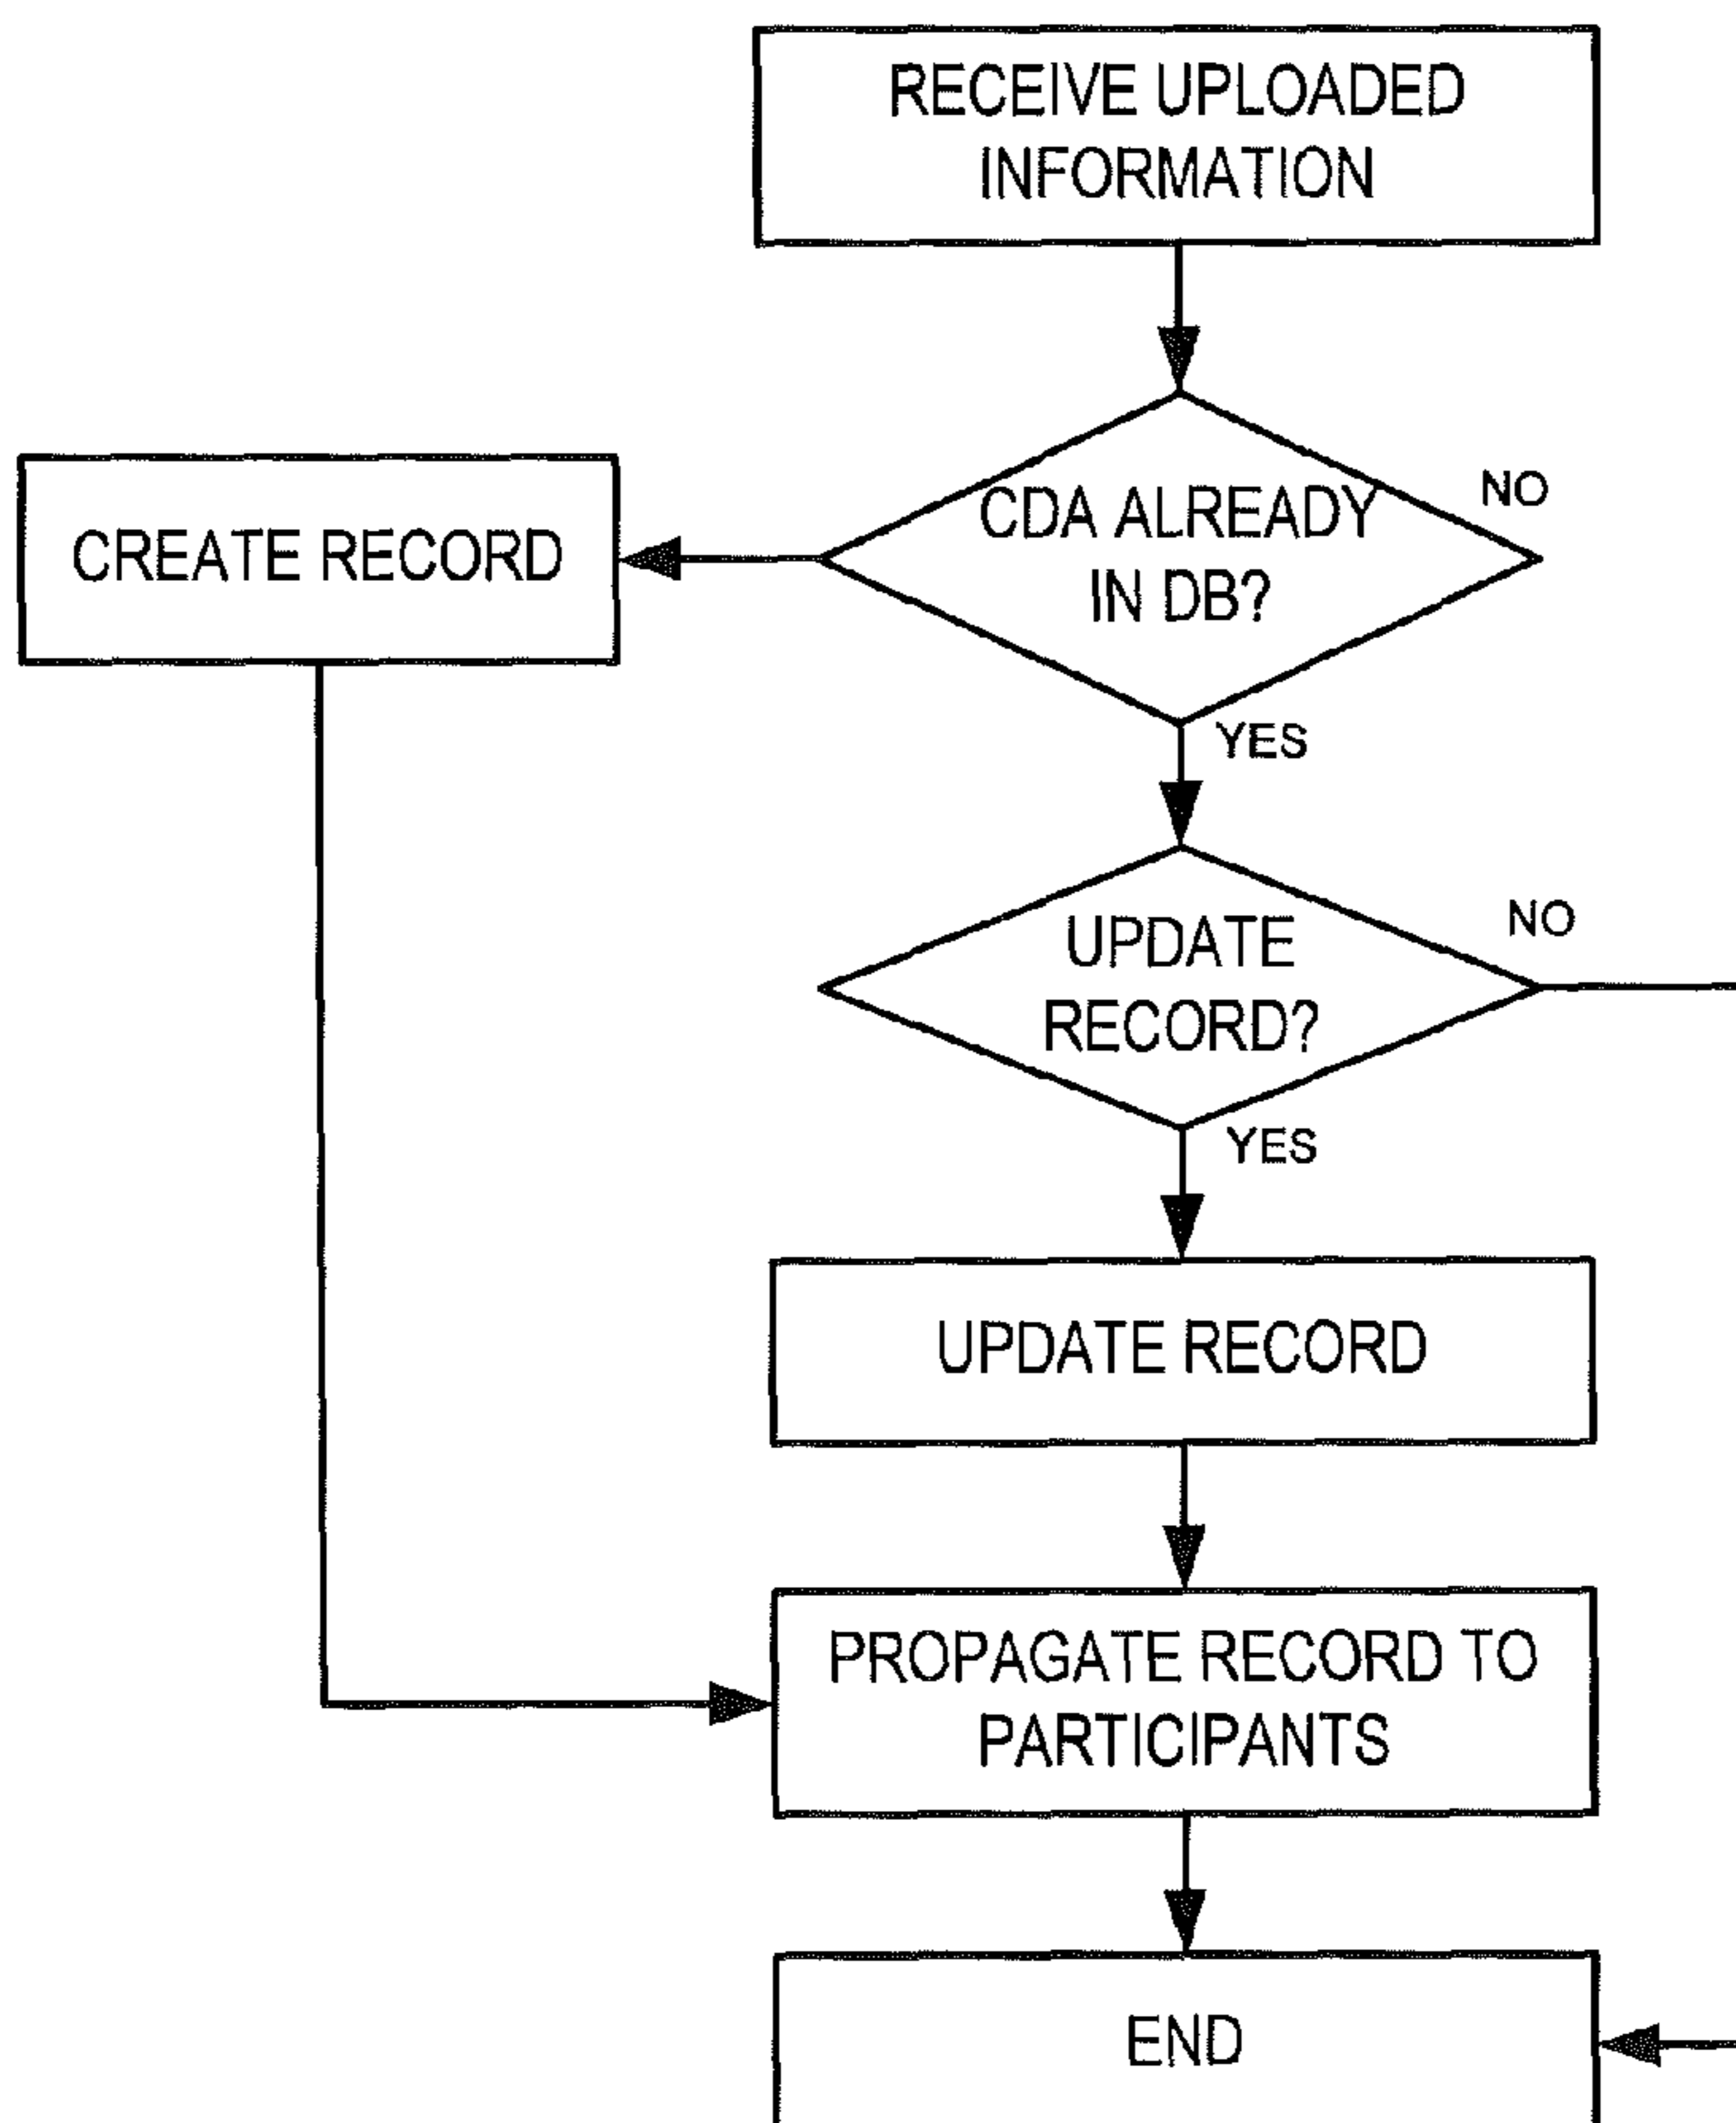 RECEIVE UPLOADED
INFORMATION
CDA ALREADY
IN DB?
NO
CREATE RECORD
YES
UPDATE
RECORD?
NO
YES
UPDATE RECORD
PROPAGATE RECORD TO
PARTICIPANTS
END